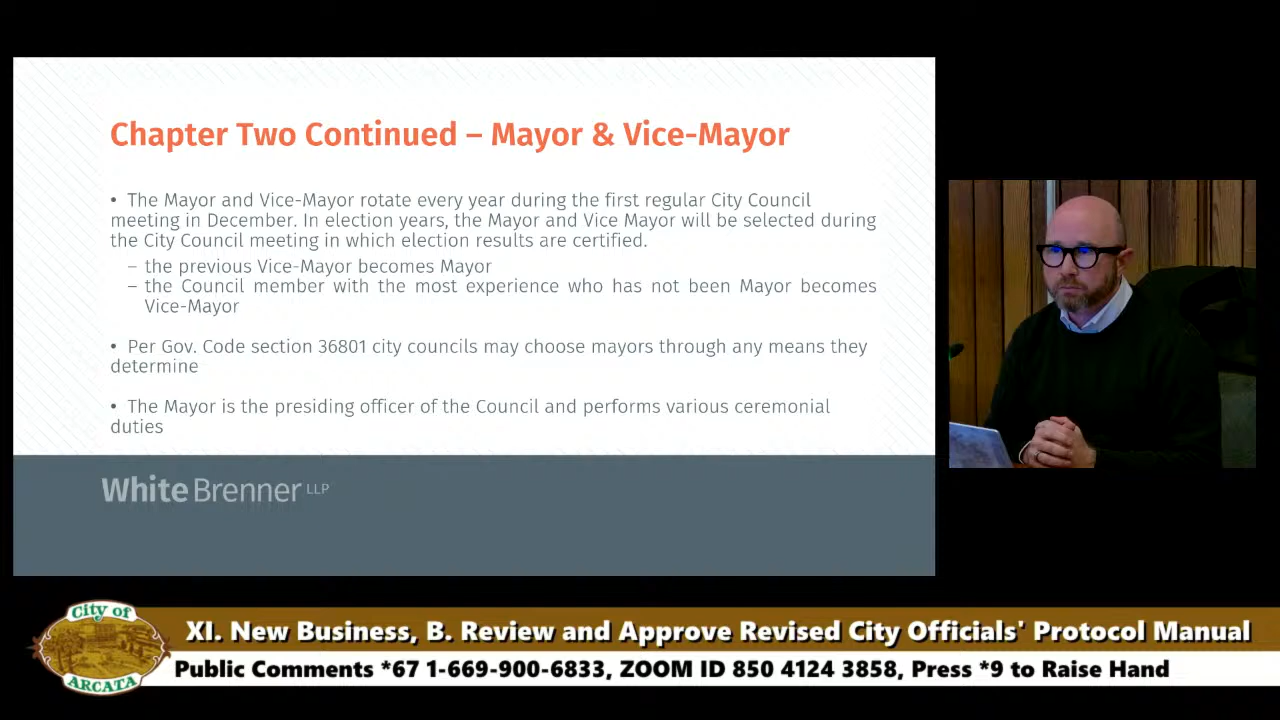 Chapter Two Continued – Mayor & Vice-Mayor
• The Mayor and Vice-Mayor rotate every year during the first regular City Council
meeting in December. In election years, the Mayor and Vice Mayor will be selected during
the City Council meeting in which election results are certified.
– the previous Vice-Mayor becomes Mayor
– the Council member with the most experience who has not been Mayor becomes
Vice-Mayor
• Per Gov. Code section 36801 city councils may choose mayors through any means they
determine
• The Mayor is the presiding officer of the Council and performs various ceremonial
duties
WhiteBrenner LLP
City of
ARCATA
XI. New Business, B. Review and Approve Revised City Officials' Protocol Manual
Public Comments *67 1-669-900-6833, ZOOM ID 850 4124 3858, Press *9 to Raise Hand